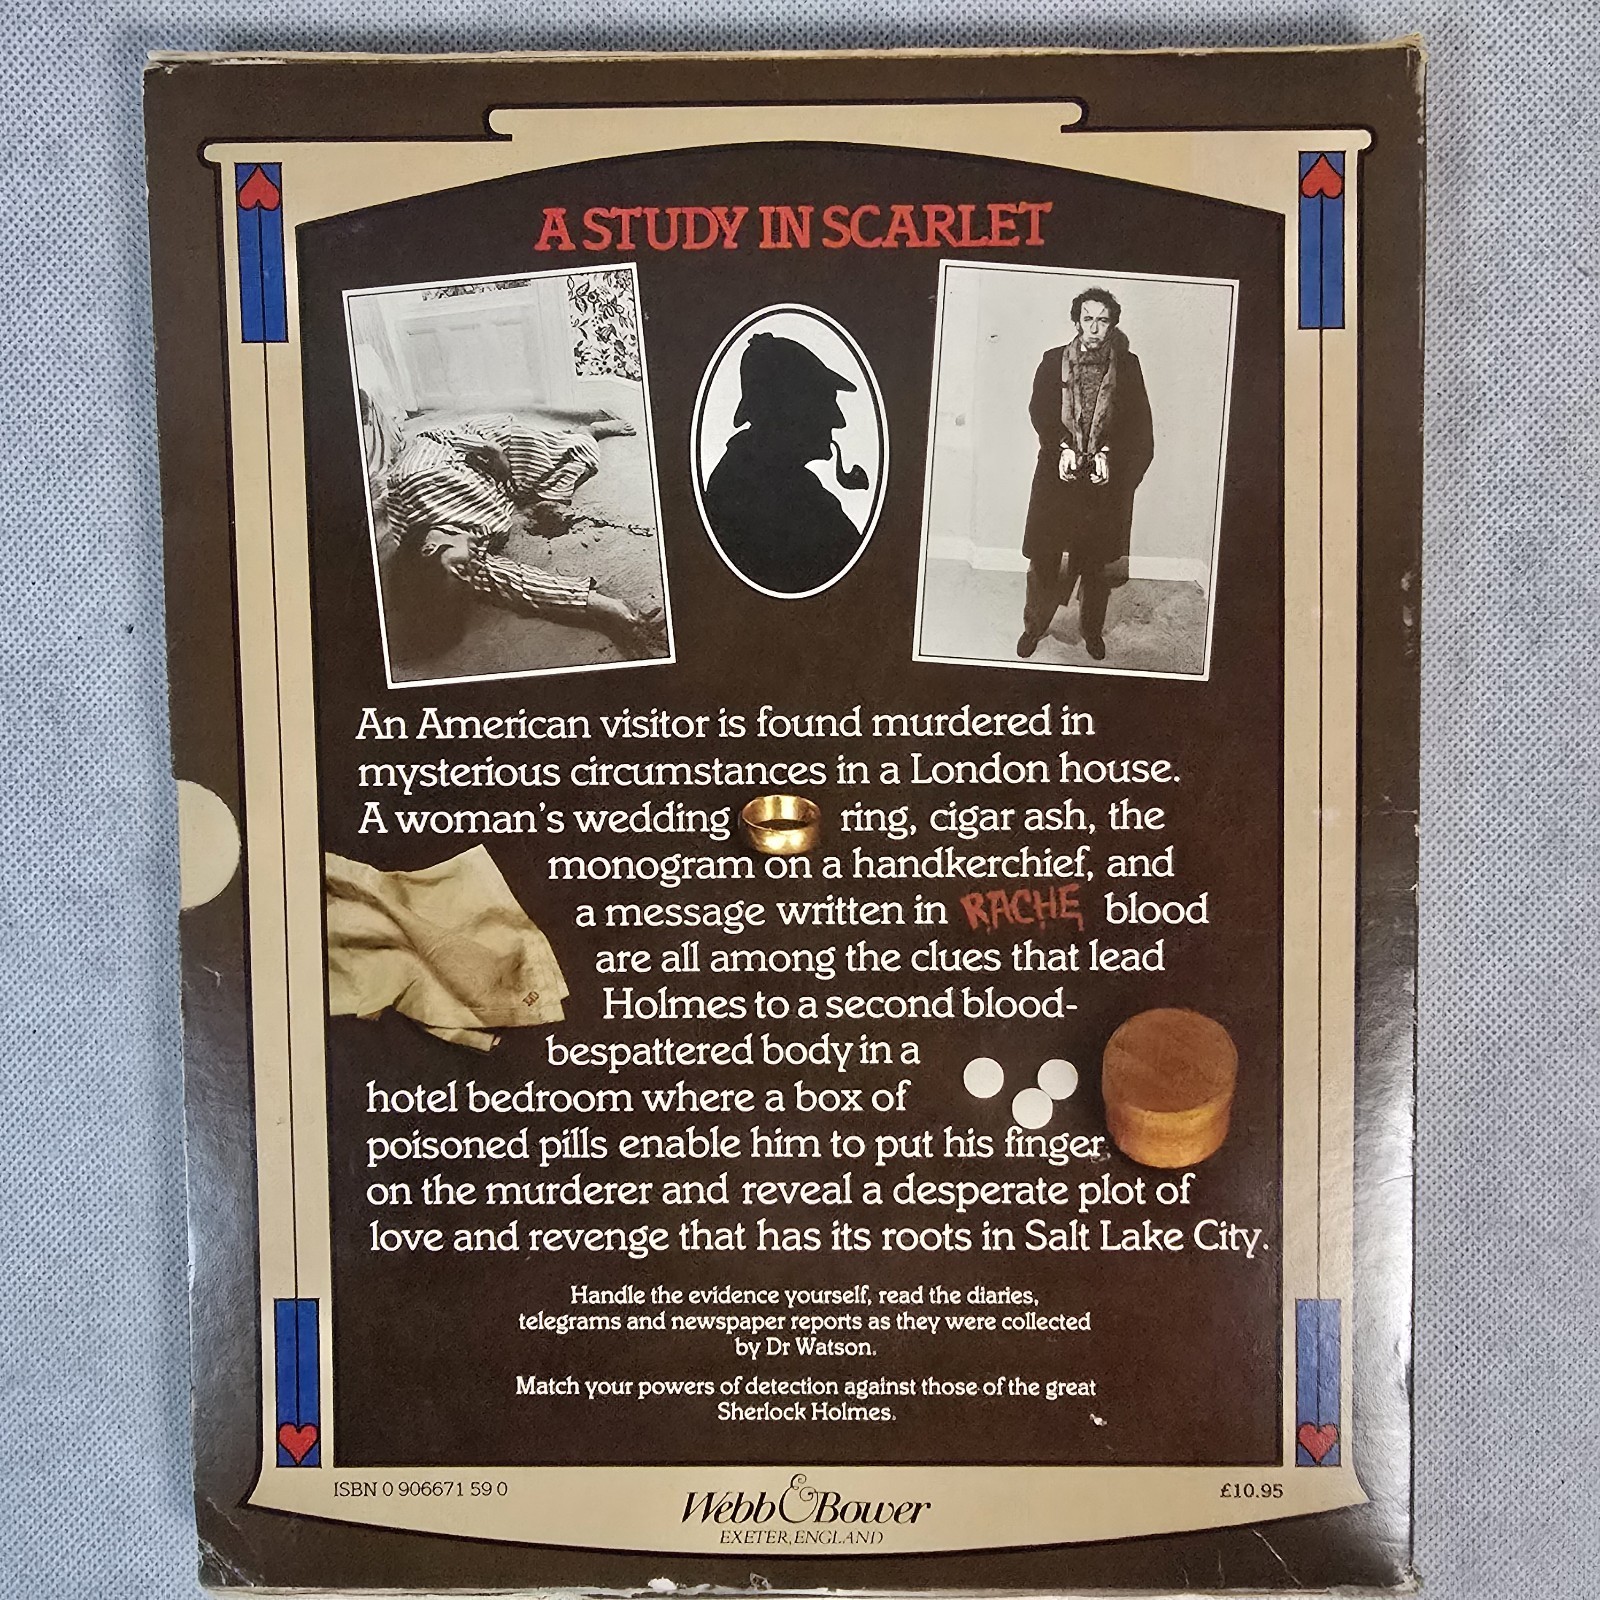 A STUDY IN SCARLET
An American visitor is found murdered in
mysterious circumstances in a London house.
A woman's wedding ring, cigar ash, the
monogram on a handkerchief, and
a message written in RACHE blood
are all among the clues that lead
Holmes to a second blood-
bespattered body in a
hotel bedroom where a box of
poisoned pills enable him to put his finger
on the murderer and reveal a desperate plot of
love and revenge that has its roots in Salt Lake City.
Handle the evidence yourself, read the diaries,
telegrams and newspaper reports as they were collected
by Dr Watson.
Match your powers of detection against those of the great
Sherlock Holmes.
ISBN 0 906671 59 0
Webb & Bower
EXETER, ENGLAND
£10.95